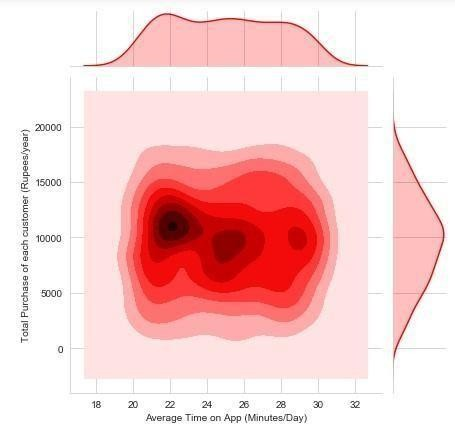 Total Purchase of each customer (Rupees/year)
20000
15000
10000
5000
0
18 20 22 24 26 28 30 32
Average Time on App (Minutes/Day)